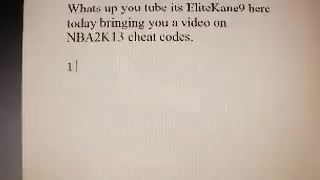 Whats up you tube its EliteKane9 here
today bringing you a video on
NBA2K13 cheat codes.
1